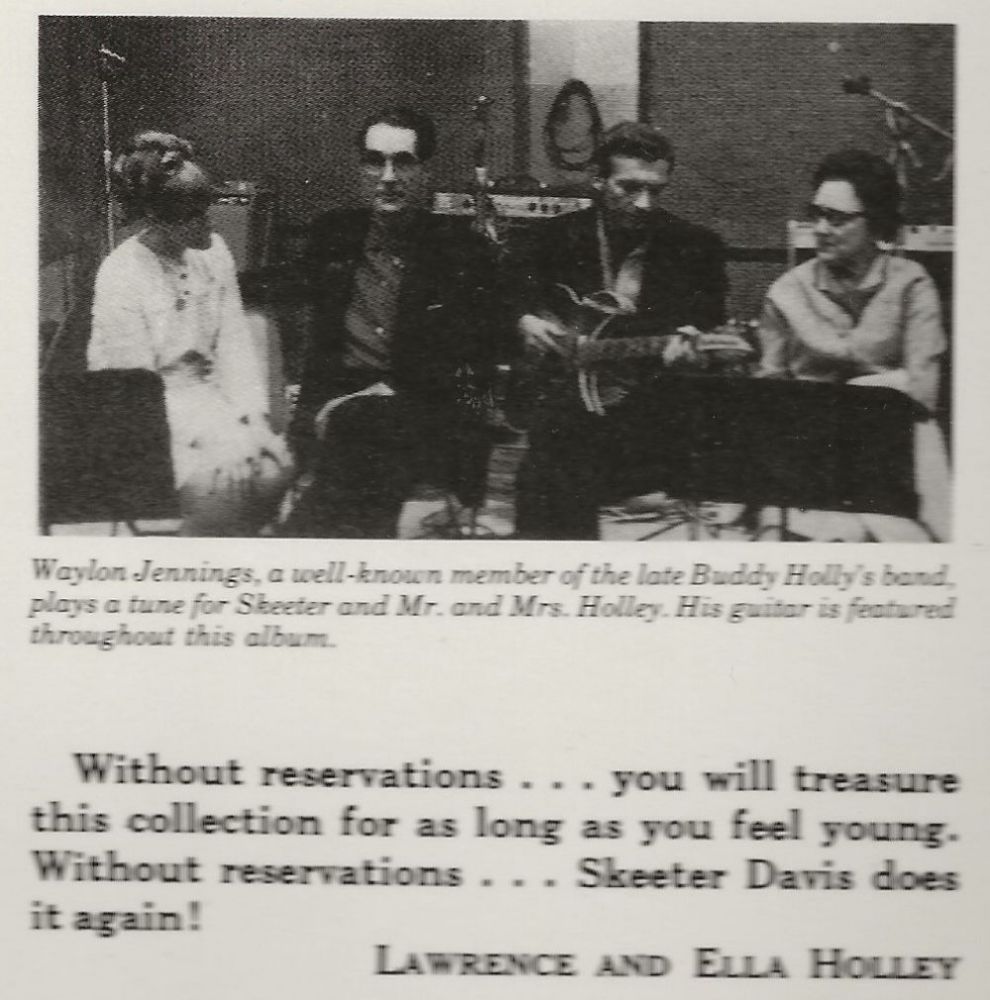 Waylon Jennings, a well-known member of the late Buddy Holly's band,
plays a tune for Skeeter and Mr. and Mrs. Holley. His guitar is featured
throughout this album.
Without reservations . . . you will treasure
this collection for as long as you feel young.
Without reservations . . . Skeeter Davis does
it again!
LAWRENCE AND ELLA HOLLEY